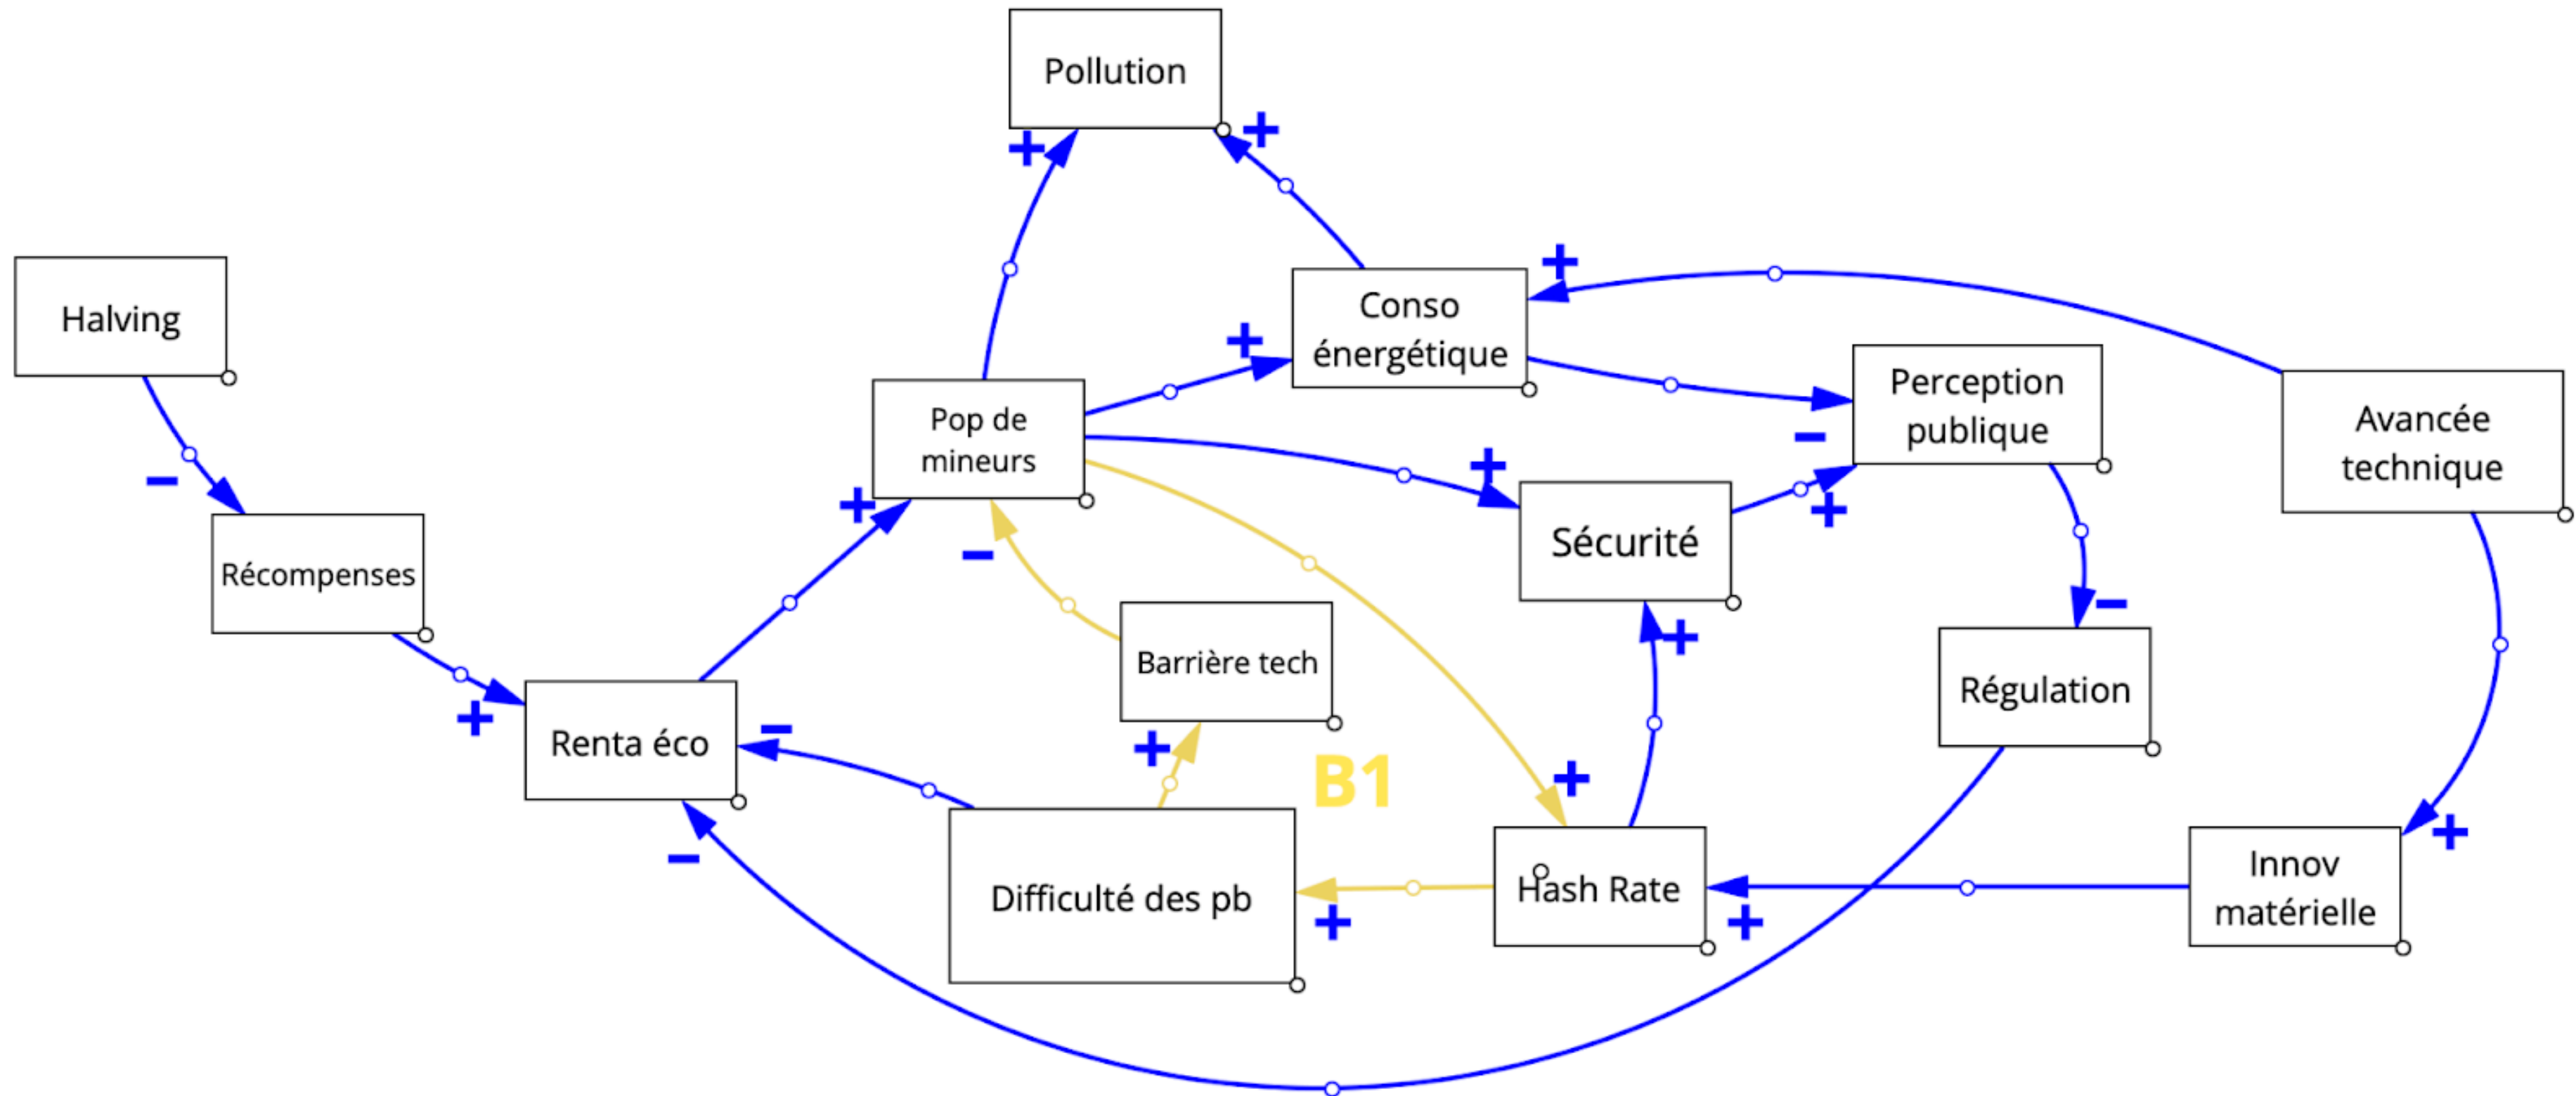 Pollution
+
+
Halving
+
Conso
énergétique
+
Perception
publique
Avancée
technique
Pop de
mineurs
−
−
+
+
+
Sécurité
+
Récompenses
−
−
Barrière tech
+
Régulation
+
Renta éco
−
+
B1
+
−
Difficulté des pb
+
Hash Rate
+
Innov
matérielle
+